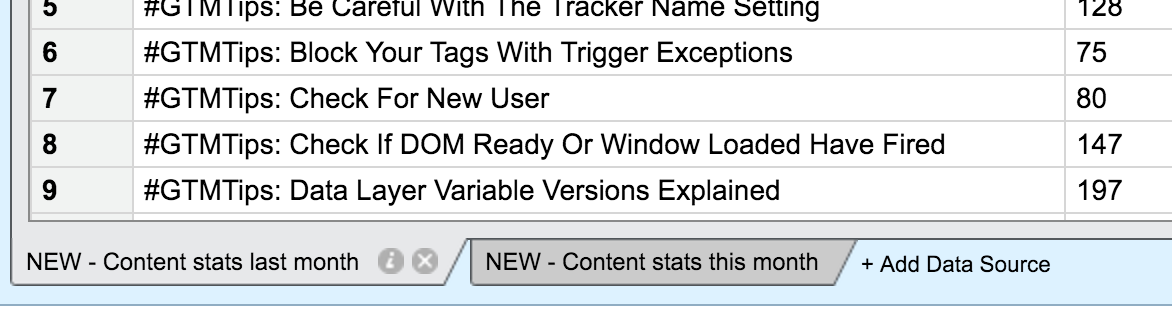 5 #GTMTips: Be Careful With The Tracker Name Setting 128
6 #GTMTips: Block Your Tags With Trigger Exceptions 75
7 #GTMTips: Check For New User 80
8 #GTMTips: Check If DOM Ready Or Window Loaded Have Fired 147
9 #GTMTips: Data Layer Variable Versions Explained 197
NEW - Content stats last month i NEW - Content stats this month + Add Data Source